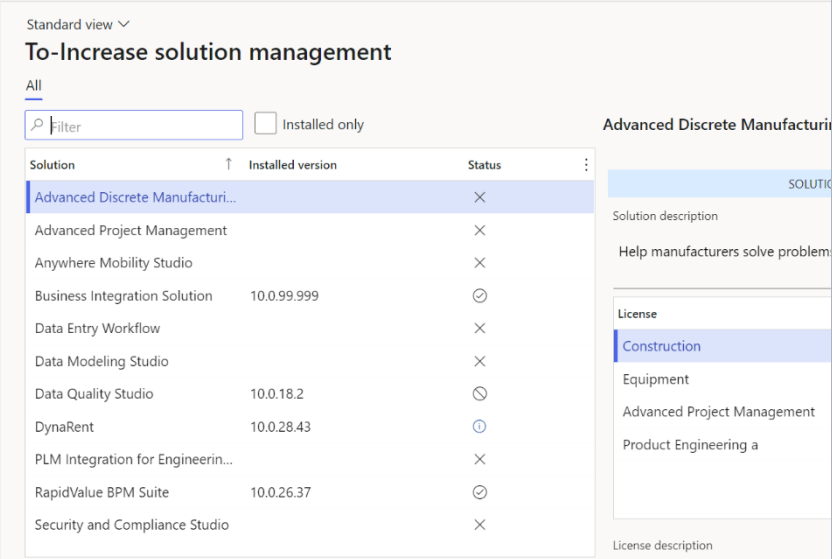 Standard view
To-Increase solution management
All
Filter
Installed only
Solution Installed version Status
Advanced Discrete Manufacturi...
Advanced Project Management
Anywhere Mobility Studio
Business Integration Solution 10.0.99.999
Data Entry Workflow
Data Modeling Studio
Data Quality Studio 10.0.18.2
DynaRent 10.0.28.43
PLM Integration for Engineerin...
RapidValue BPM Suite 10.0.26.37
Security and Compliance Studio
Advanced Discrete Manufacturi
SOLUTIO
Solution description
Help manufacturers solve problems
License
Construction
Equipment
Advanced Project Management
Product Engineering a
License description